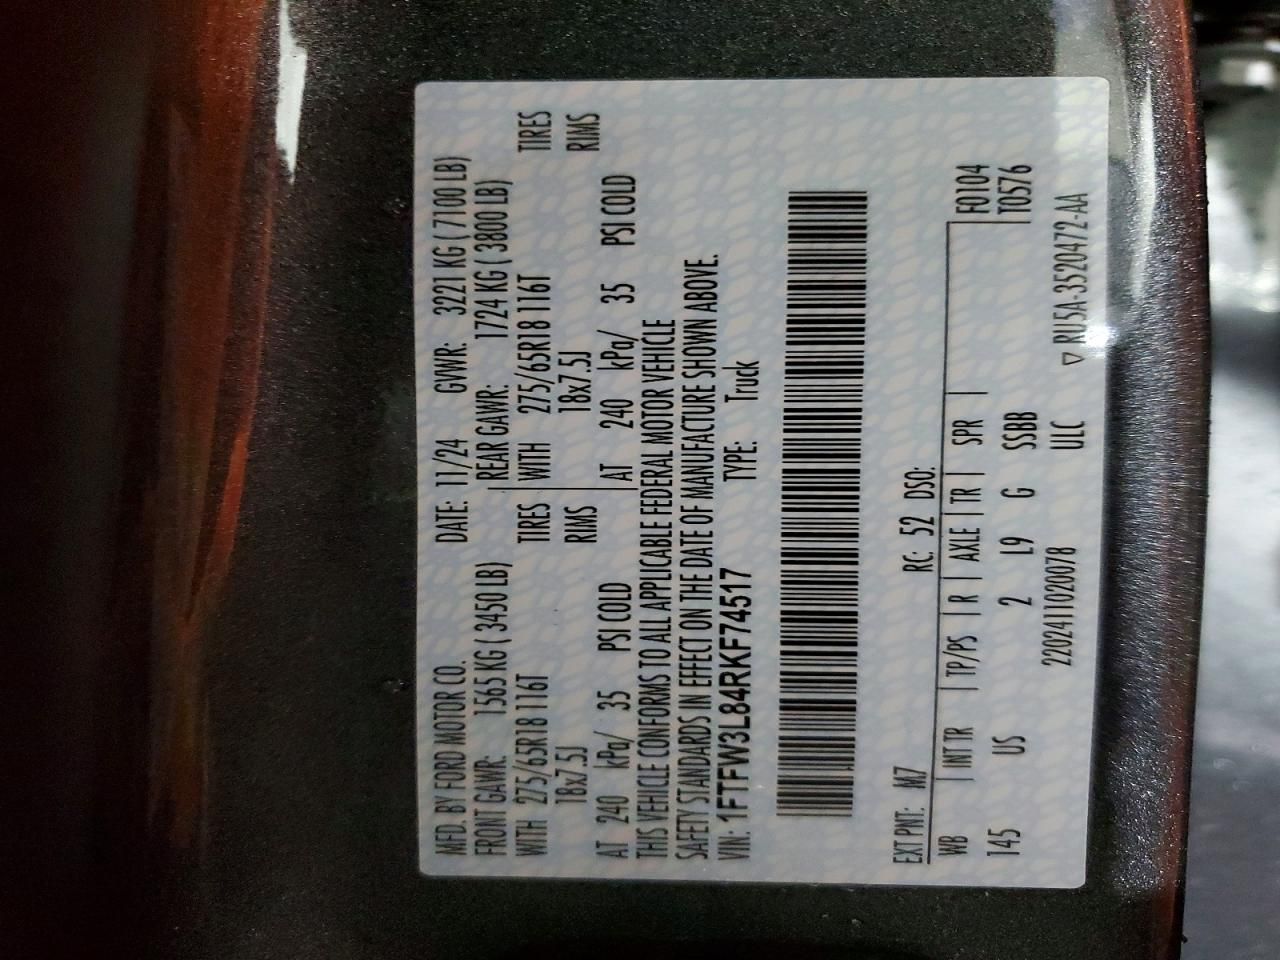 MFD. BY FORD MOTOR CO. DATE: 11/24 GVWR: 3221 KG ( 7100 LB)
FRONT GAWR: 1565 KG ( 3450 LB) REAR GAWR: 1724 KG ( 3800 LB)
WITH 275/65R18 116T TIRES WITH 275/65R18 116T TIRES
18x7.5J RIMS 18x7.5J RIMS
AT 240 kPa/ 35 PSI COLD AT 240 kPa/ 35 PSI COLD
THIS VEHICLE CONFORMS TO ALL APPLICABLE FEDERAL MOTOR VEHICLE
SAFETY STANDARDS IN EFFECT ON THE DATE OF MANUFACTURE SHOWN ABOVE.
VIN: 1FTFW3L84RKF74517 TYPE: Truck
EXT PNT: M7 RC: 52 DSO:
WB INT TR TP/PS R AXLE TR SPR F0104
145 US 2 L9 G SSBB T0576
2202411020078 ULC ▽ RU5A-3520472-AA